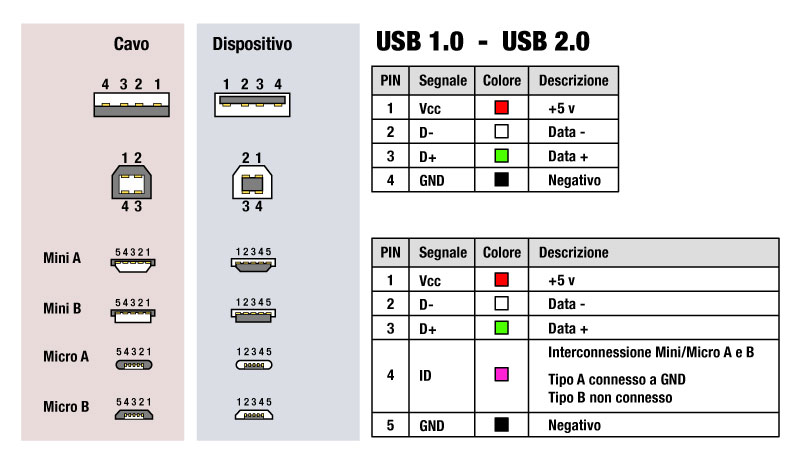 Cavo
4 3 2 1
1 2
4 3
Mini A
5 4 3 2 1
Mini B
5 4 3 2 1
Micro A
5 4 3 2 1
Micro B
5 4 3 2 1
Dispositivo
1 2 3 4
2 1
3 4
1 2 3 4 5
1 2 3 4 5
1 2 3 4 5
1 2 3 4 5
USB 1.0 - USB 2.0
PIN Segnale Colore Descrizione
1 Vcc +5 v
2 D- Data -
3 D+ Data +
4 GND Negativo
PIN Segnale Colore Descrizione
1 Vcc +5 v
2 D- Data -
3 D+ Data +
4 ID Interconnessione Mini/Micro A e B
Tipo A connesso a GND
Tipo B non connesso
5 GND Negativo